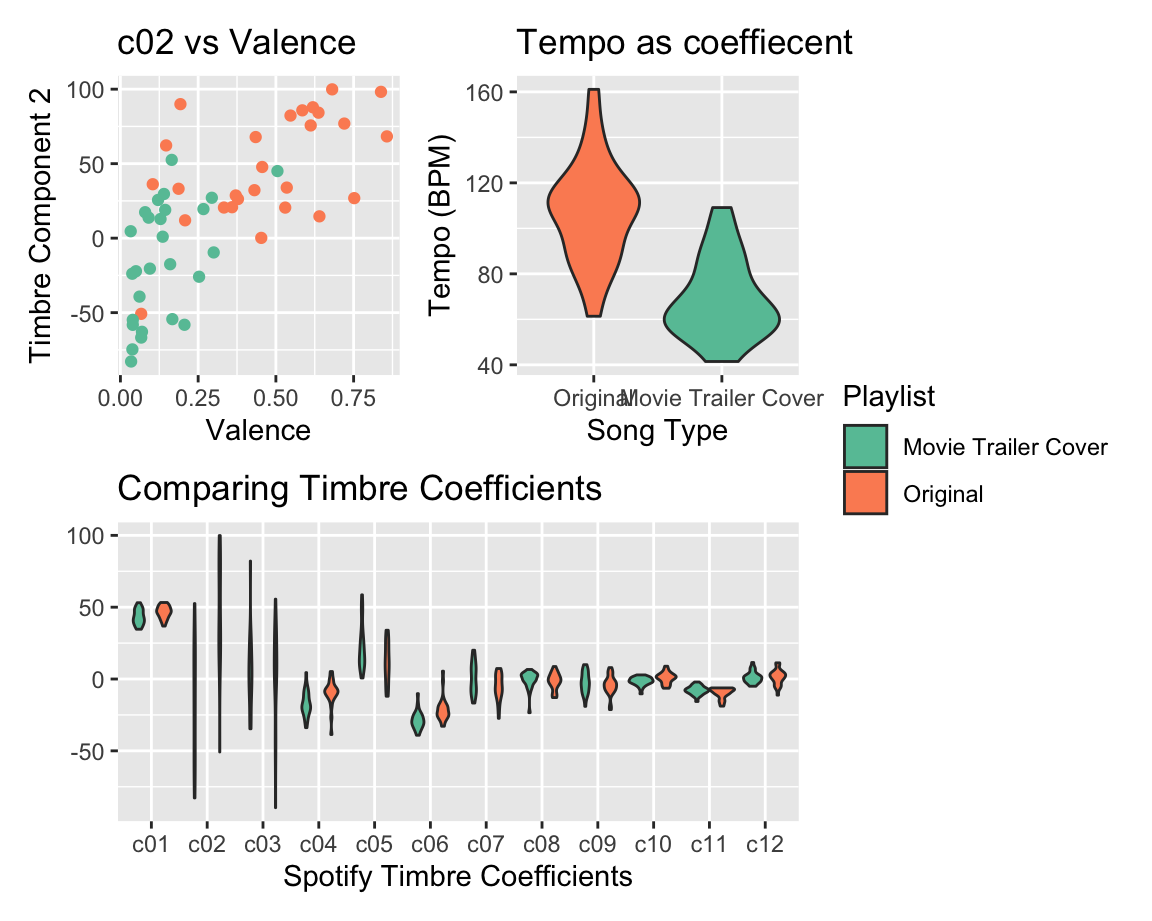 c02 vs Valence
Timbre Component 2
100
50
0
-50
0.00 0.25 0.50 0.75
Valence
Tempo as coeffiecent
Tempo (BPM)
160
120
80
40
Original Movie Trailer Cover
Song Type
Playlist
Movie Trailer Cover
Original
Comparing Timbre Coefficients
100
50
0
-50
c01 c02 c03 c04 c05 c06 c07 c08 c09 c10 c11 c12
Spotify Timbre Coefficients